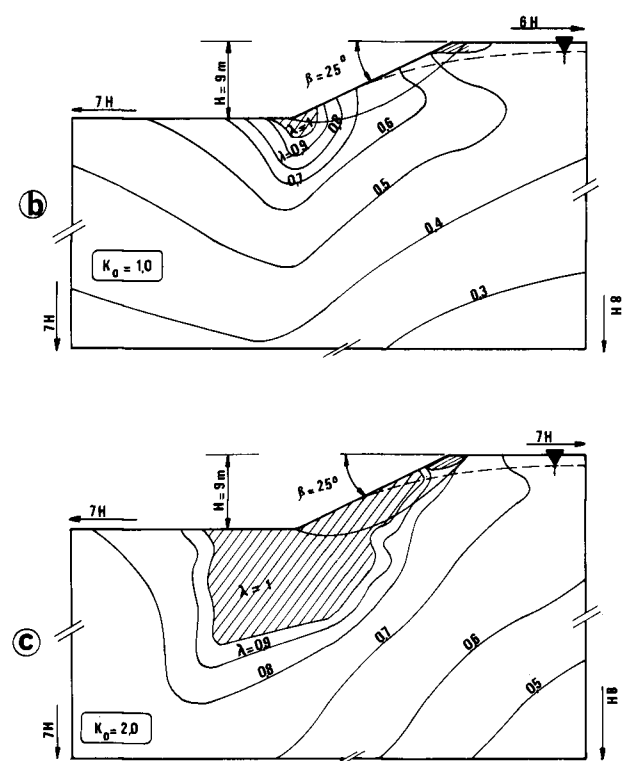 6H
H = 9m
β = 25°
7H
λ = 1
0,8
0,6
λ=0,9
0,7
0,5
b
0,4
K₀ = 1,0
0,3
7H
8H
7H
H = 9m
β = 25°
7H
λ = 1
c
λ=0,9
0,7
0,6
0,8
0,5
K₀ = 2,0
7H
8H